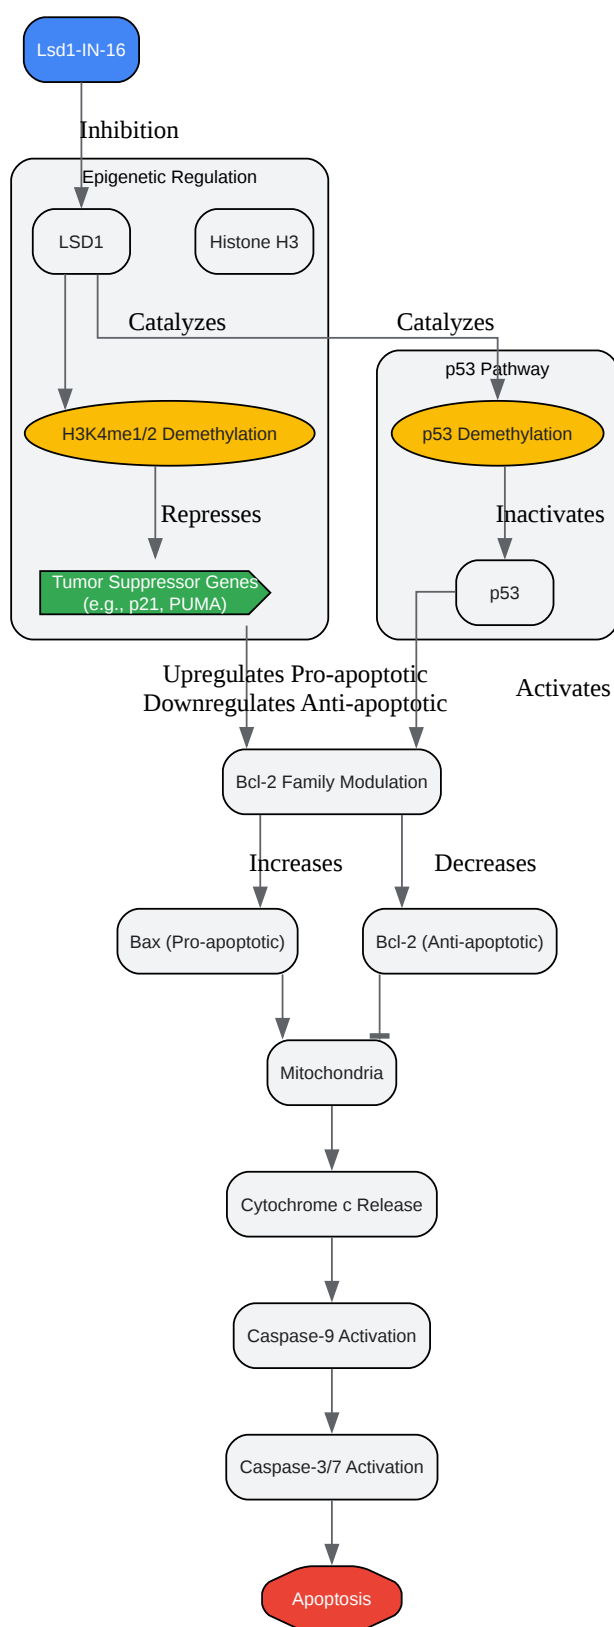 Lsd1-IN-16
Inhibition
Epigenetic Regulation
LSD1
Histone H3
Catalyzes
Catalyzes
p53 Pathway
H3K4me1/2 Demethylation
p53 Demethylation
Represses
Inactivates
Tumor Suppressor Genes
(e.g., p21, PUMA)
p53
Upregulates Pro-apoptotic
Downregulates Anti-apoptotic
Activates
Bcl-2 Family Modulation
Increases
Decreases
Bax (Pro-apoptotic)
Bcl-2 (Anti-apoptotic)
Mitochondria
Cytochrome c Release
Caspase-9 Activation
Caspase-3/7 Activation
Apoptosis